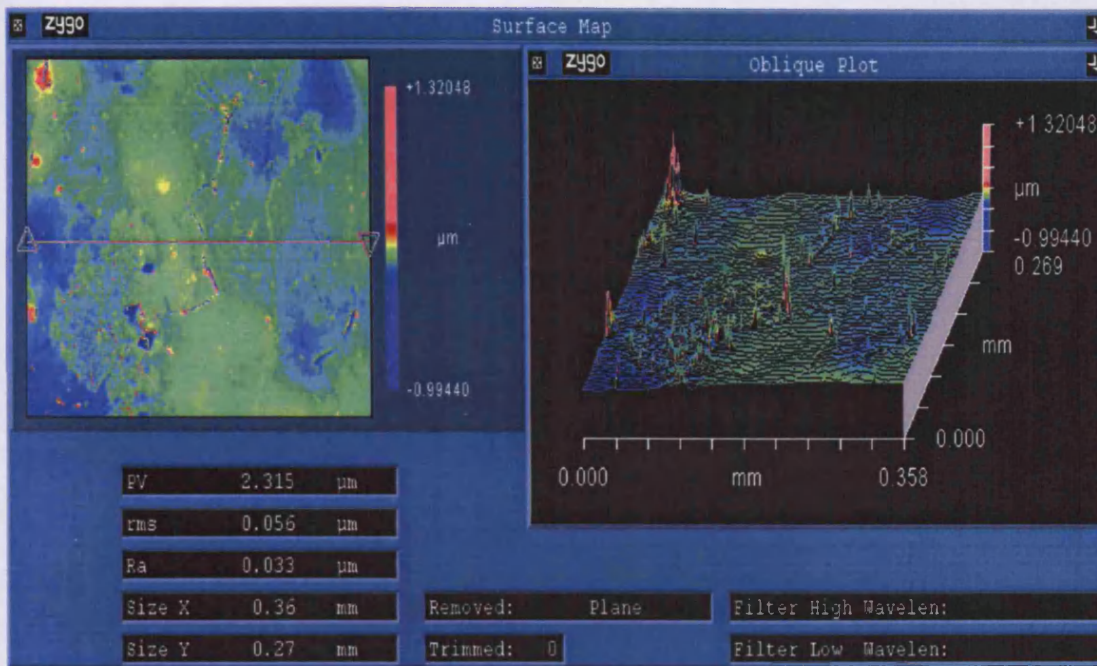 zygo Surface Map
+1.32048
µm
-0.99440
zygo Oblique Plot
+1.32048
µm
-0.99440
0.269
mm
0.000
0.000 mm 0.358
PV 2.315 µm
rms 0.056 µm
Ra 0.033 µm
Size X 0.36 mm
Size Y 0.27 mm
Removed: Plane
Trimmed: 0
Filter High Wavelen:
Filter Low Wavelen: